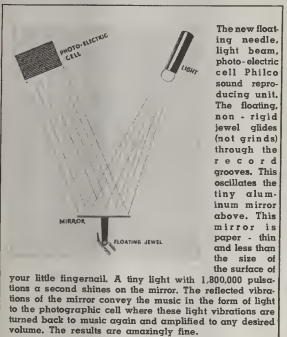 PHOTO-ELECTRIC
CELL
LIGHT
MIRROR
FLOATING JEWEL
The new float-
ing needle,
light beam,
photo-electric
cell Philco
sound repro-
ducing unit.
The floating,
non - rigid
jewel glides
(not grinds)
through the
record
grooves. This
oscillates the
tiny alum-
inum mirror
above. This
mirror is
paper - thin
and less than
the size of
the surface of
your little fingernail. A tiny light with 1,800,000 pulsa-
tions a second shines on the mirror. The reflected vibra-
tions of the mirror convey the music in the form of light
to the photographic cell where these light vibrations are
turned back to music again and amplified to any desired
volume. The results are amazingly fine.